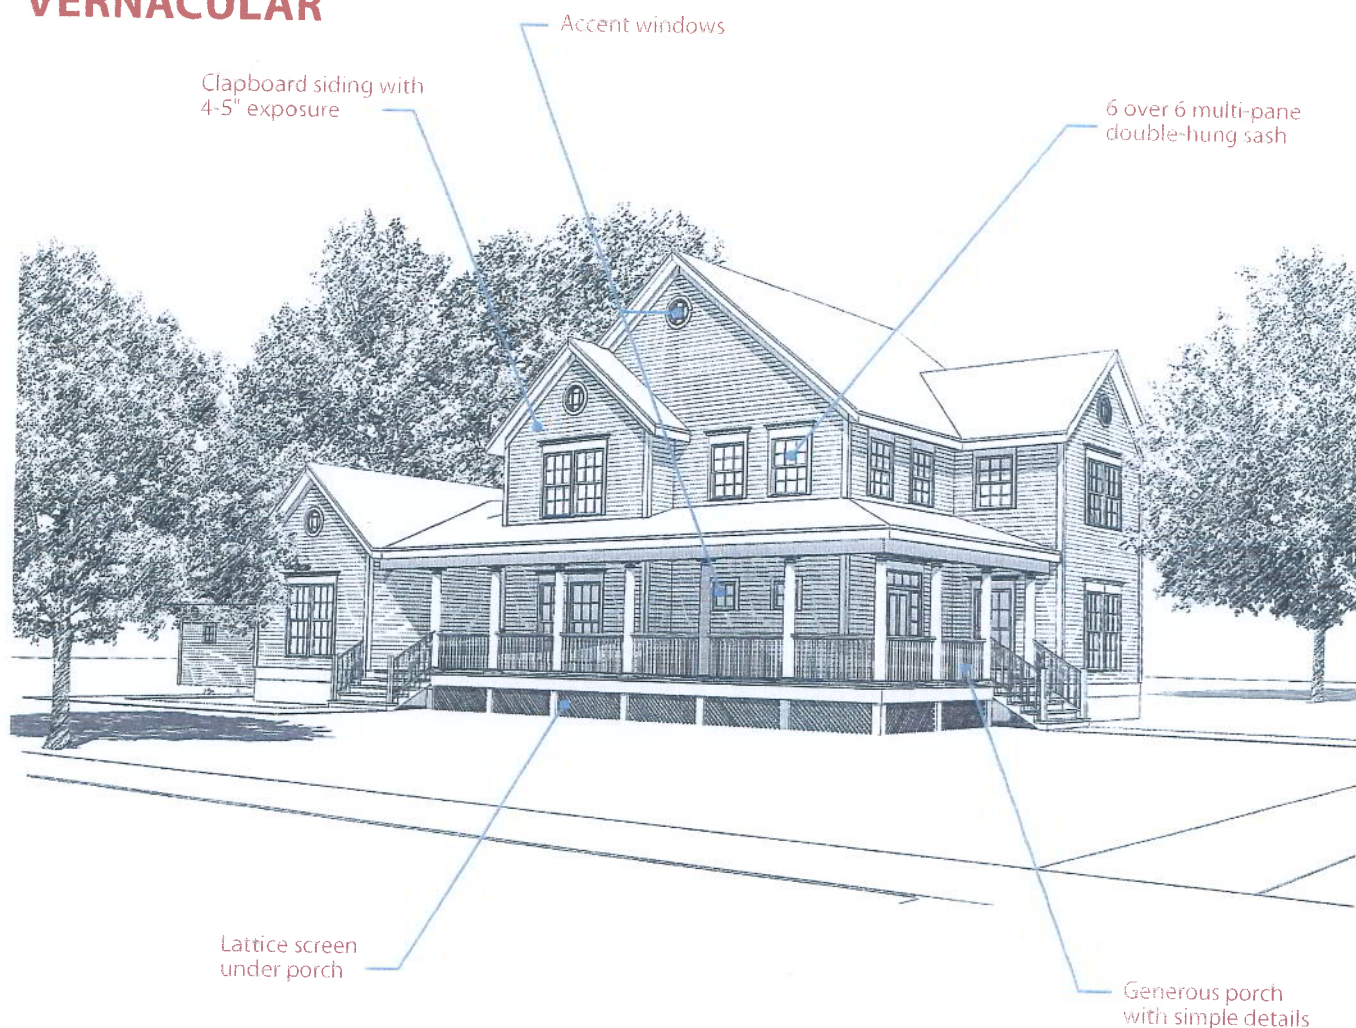 VERNACULAR
Accent windows
Clapboard siding with
4-5" exposure
6 over 6 multi-pane
double-hung sash
Lattice screen
under porch
Generous porch
with simple details